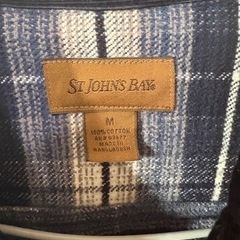 ST JOHN'S BAY®
M
100% COTTON
RN # 93677
MADE IN
BANGLADESH